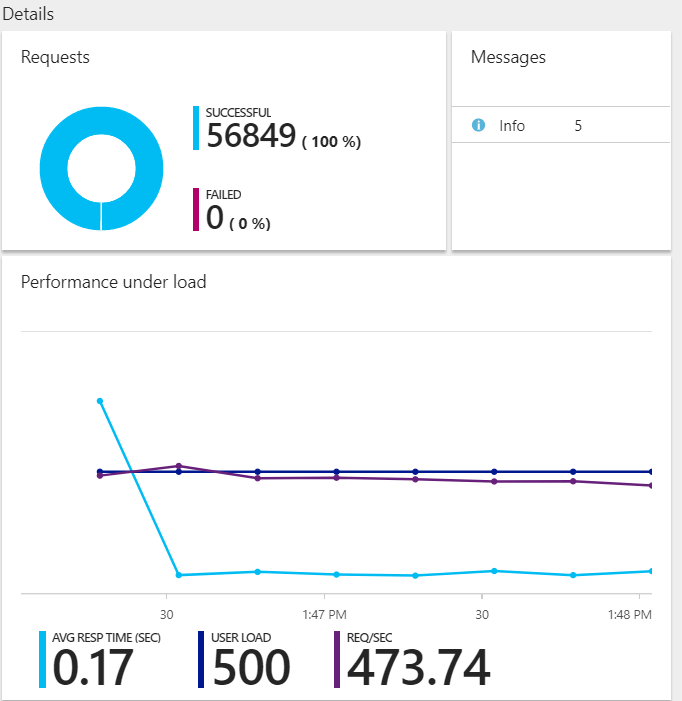 Details
Requests
SUCCESSFUL
56849 ( 100 %)
FAILED
0 ( 0 %)
Messages
Info 5
Performance under load
30 1:47 PM 30 1:48 PM
AVG RESP TIME (SEC) USER LOAD REQ/SEC
0.17 500 473.74